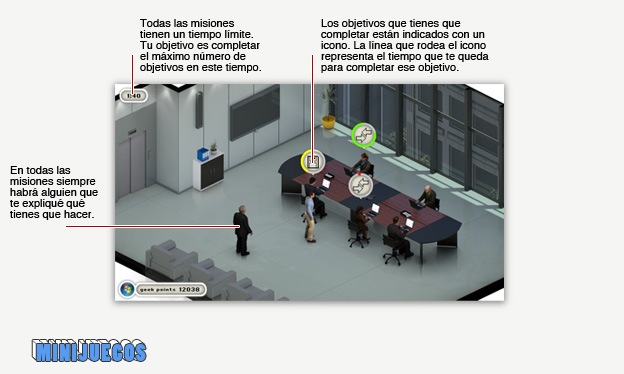 Todas las misiones
tienen un tiempo límite.
Tu objetivo es completar
el máximo número de
objetivos en este tiempo.
Los objetivos que tienes que
completar están indicados con un
icono. La línea que rodea el icono
representa el tiempo que te queda
para completar ese objetivo.
1:40
En todas las
misiones siempre
habrá alguien que
te expliqué qué
tienes que hacer.
geek points 12038
MINIJUEGOS